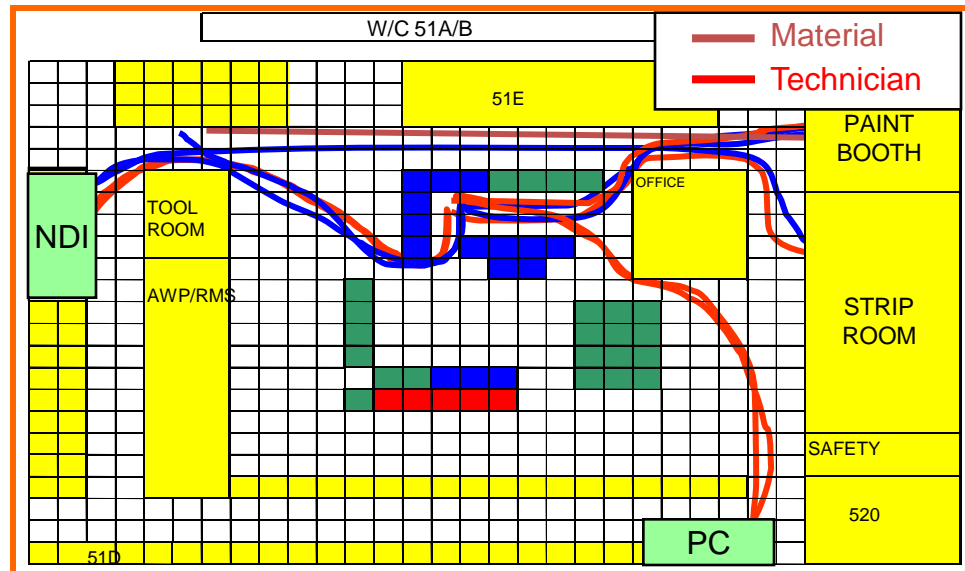 W/C 51A/B
Material
Technician
51E
PAINT
BOOTH
OFFICE
TOOL
ROOM
NDI
AWP/RMS
STRIP
ROOM
SAFETY
520
PC
51D